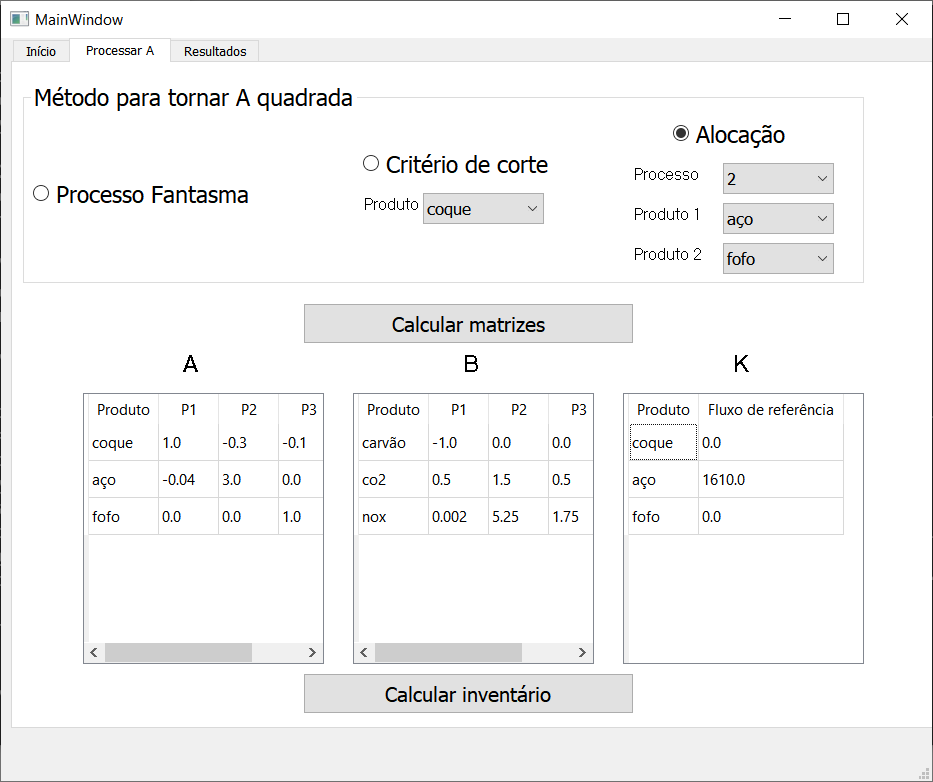 MainWindow
Início Processar A Resultados
Método para tornar A quadrada
Processo Fantasma
Critério de corte
Produto coque
Alocação
Processo 2
Produto 1 aço
Produto 2 fofo
Calcular matrizes
A
Produto P1 P2 P3
coque 1.0 -0.3 -0.1
aço -0.04 3.0 0.0
fofo 0.0 0.0 1.0
B
Produto P1 P2 P3
carvão -1.0 0.0 0.0
co2 0.5 1.5 0.5
nox 0.002 5.25 1.75
K
Produto Fluxo de referência
coque 0.0
aço 1610.0
fofo 0.0
Calcular inventário